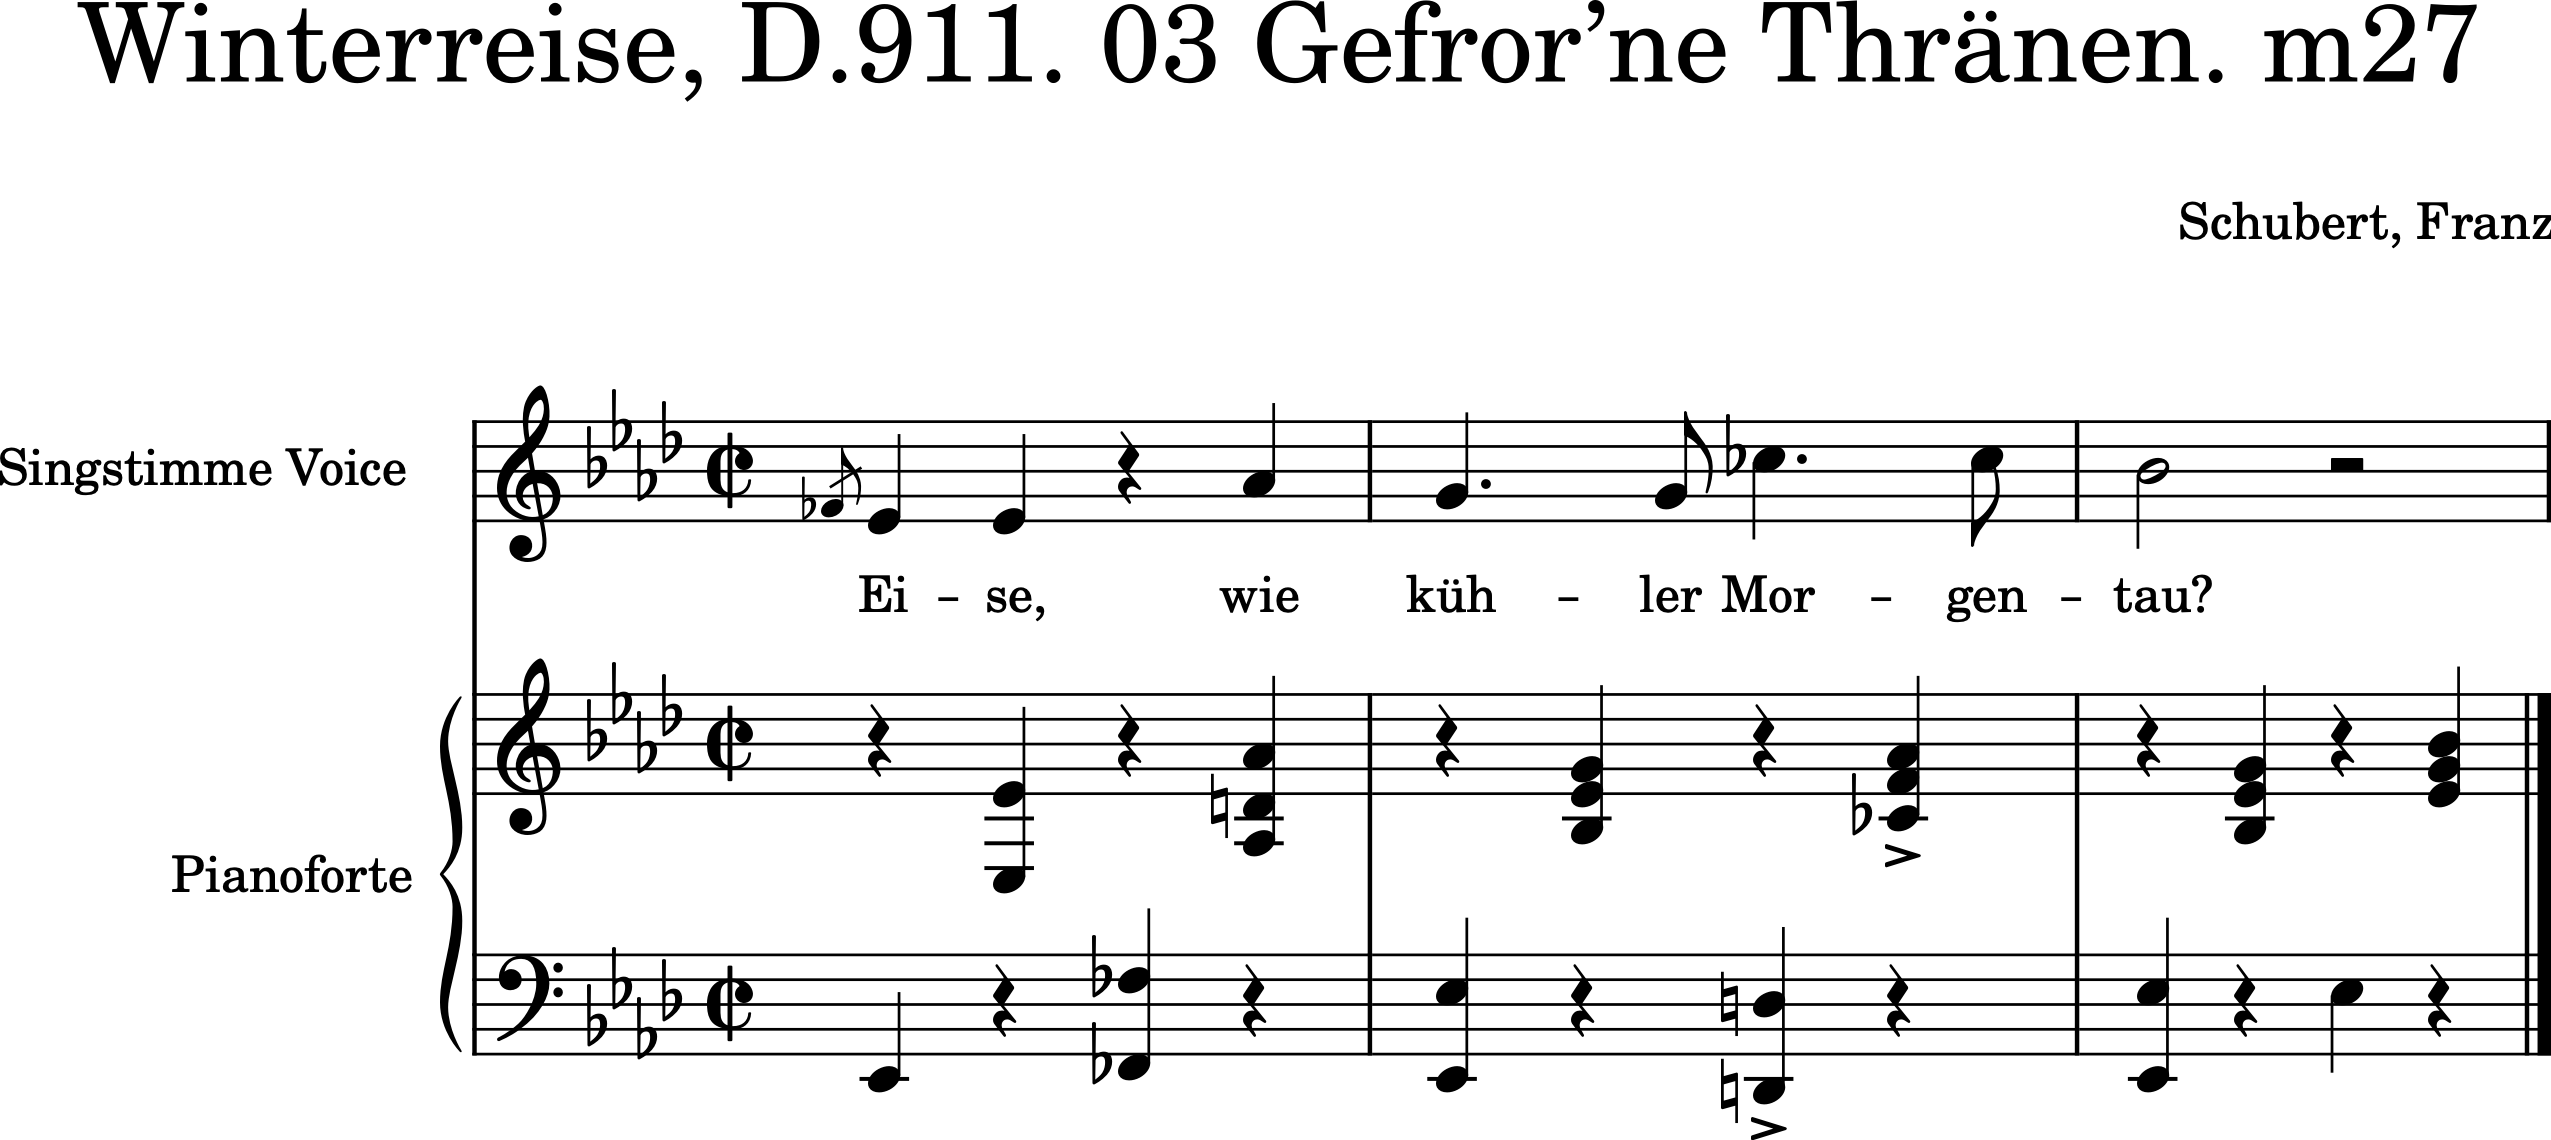 Winterreise, D.911. 03 Gefror’ne Thränen. m27
Schubert, Franz
Singstimme Voice
Ei – se, wie küh – ler Mor – gen – tau?
Pianoforte